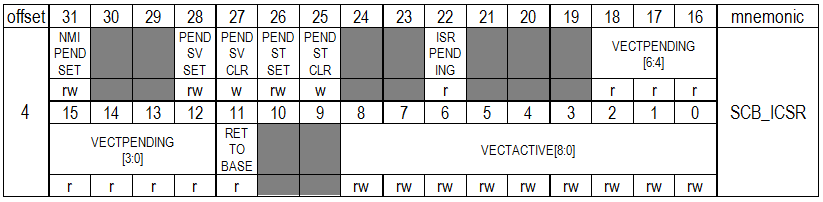 offset 31 30 29 28 27 26 25 24 23 22 21 20 19 18 17 16 mnemonic
NMI PEND SET
PEND SV SET
PEND SV CLR
PEND ST SET
PEND ST CLR
ISR PEND ING
VECTPENDING
[6:4]
rw rw w rw w r r r r
4 15 14 13 12 11 10 9 8 7 6 5 4 3 2 1 0 SCB_ICSR
VECTPENDING
[3:0]
RET TO BASE
VECTACTIVE[8:0]
r r r r r rw rw rw rw rw rw rw rw rw